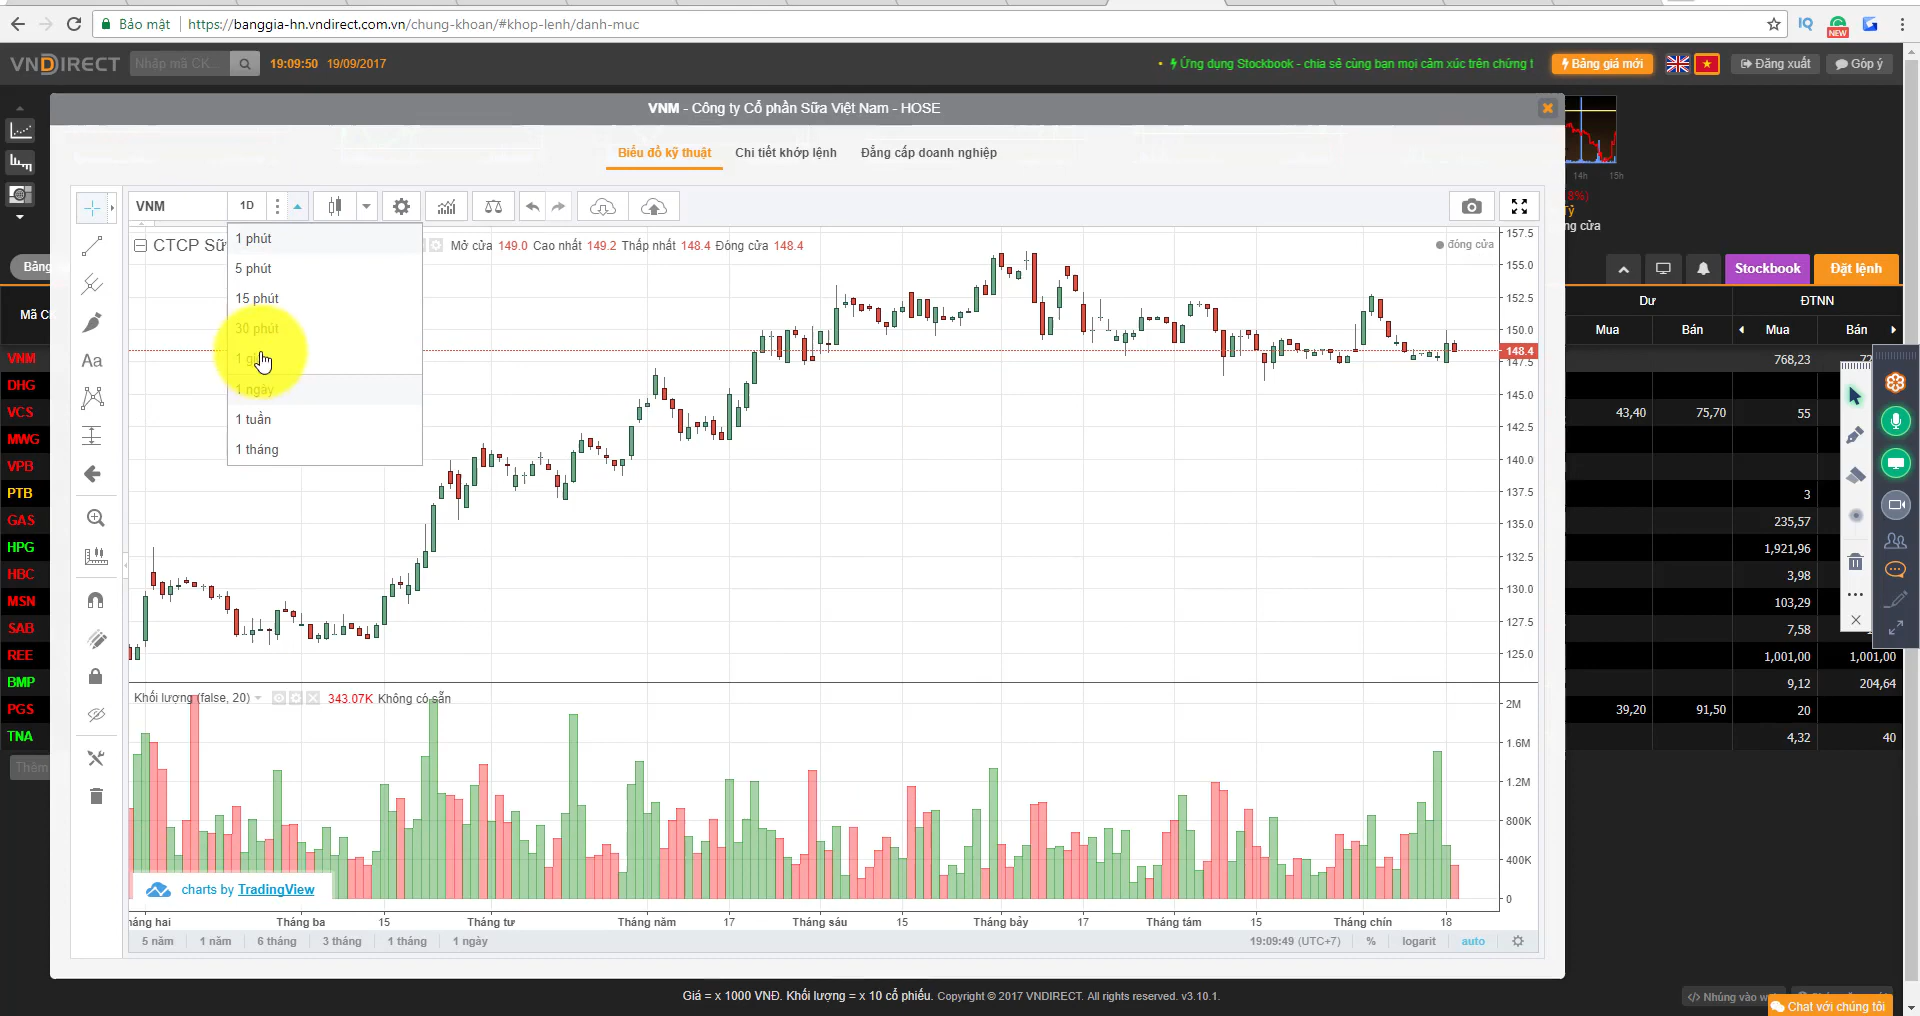 Bảo mật https://banggia-hn.vndirect.com.vn/chung-khoan/#khop-lenh/danh-muc
NEW
VNDIRECT Nhập mã CK... 19:09:50 19/09/2017 Ứng dụng Stockbook - chia sẻ cùng bạn mọi cảm xúc trên chứng t Bảng giá mới Đăng xuất Góp ý
VNM - Công ty Cổ phần Sữa Việt Nam - HOSE
Biểu đồ kỹ thuật Chi tiết khớp lệnh Đẳng cấp doanh nghiệp
14h 15h
VNM 1D
CTCP Sữ Mở cửa 149.0 Cao nhất 149.2 Thấp nhất 148.4 Đóng cửa 148.4 đóng cửa
1 phút
5 phút
15 phút
30 phút
1 ngày
1 tuần
1 tháng
157.5
155.0
152.5
150.0
148.4
147.5
145.0
142.5
140.0
137.5
135.0
132.5
130.0
127.5
125.0
Khối lượng (false, 20) 343.07K Không có sẵn
2M
1.6M
1.2M
800K
400K
0
charts by TradingView
Tháng ba 15 Tháng tư Tháng năm 17 Tháng sáu 15 Tháng bảy 17 Tháng tám 15 Tháng chín 18
5 năm 1 năm 6 tháng 3 tháng 1 tháng 1 ngày 19:09:49 (UTC+7) % logarit auto
Bảng
Mã C
VNM
DHG
VCS
MWG
VPB
PTB
GAS
HPG
HBC
MSN
SAB
REE
BMP
PGS
TNA
Thêm
8%)
Tỷ
ng cửa
Stockbook Đặt lệnh
Dư ĐTNN
Mua Bán Mua Bán
768,23
43,40 75,70 55
3
235,57
1,921,96
3,98
103,29
7,58
1,001,00 1,001,00
9,12 204,64
39,20 91,50 20
4,32 40
Giá = x 1000 VNĐ. Khối lượng = x 10 cổ phiếu. Copyright © 2017 VNDIRECT. All rights reserved. v3.10.1.
</> Nhúng vào w
Chat với chúng tôi